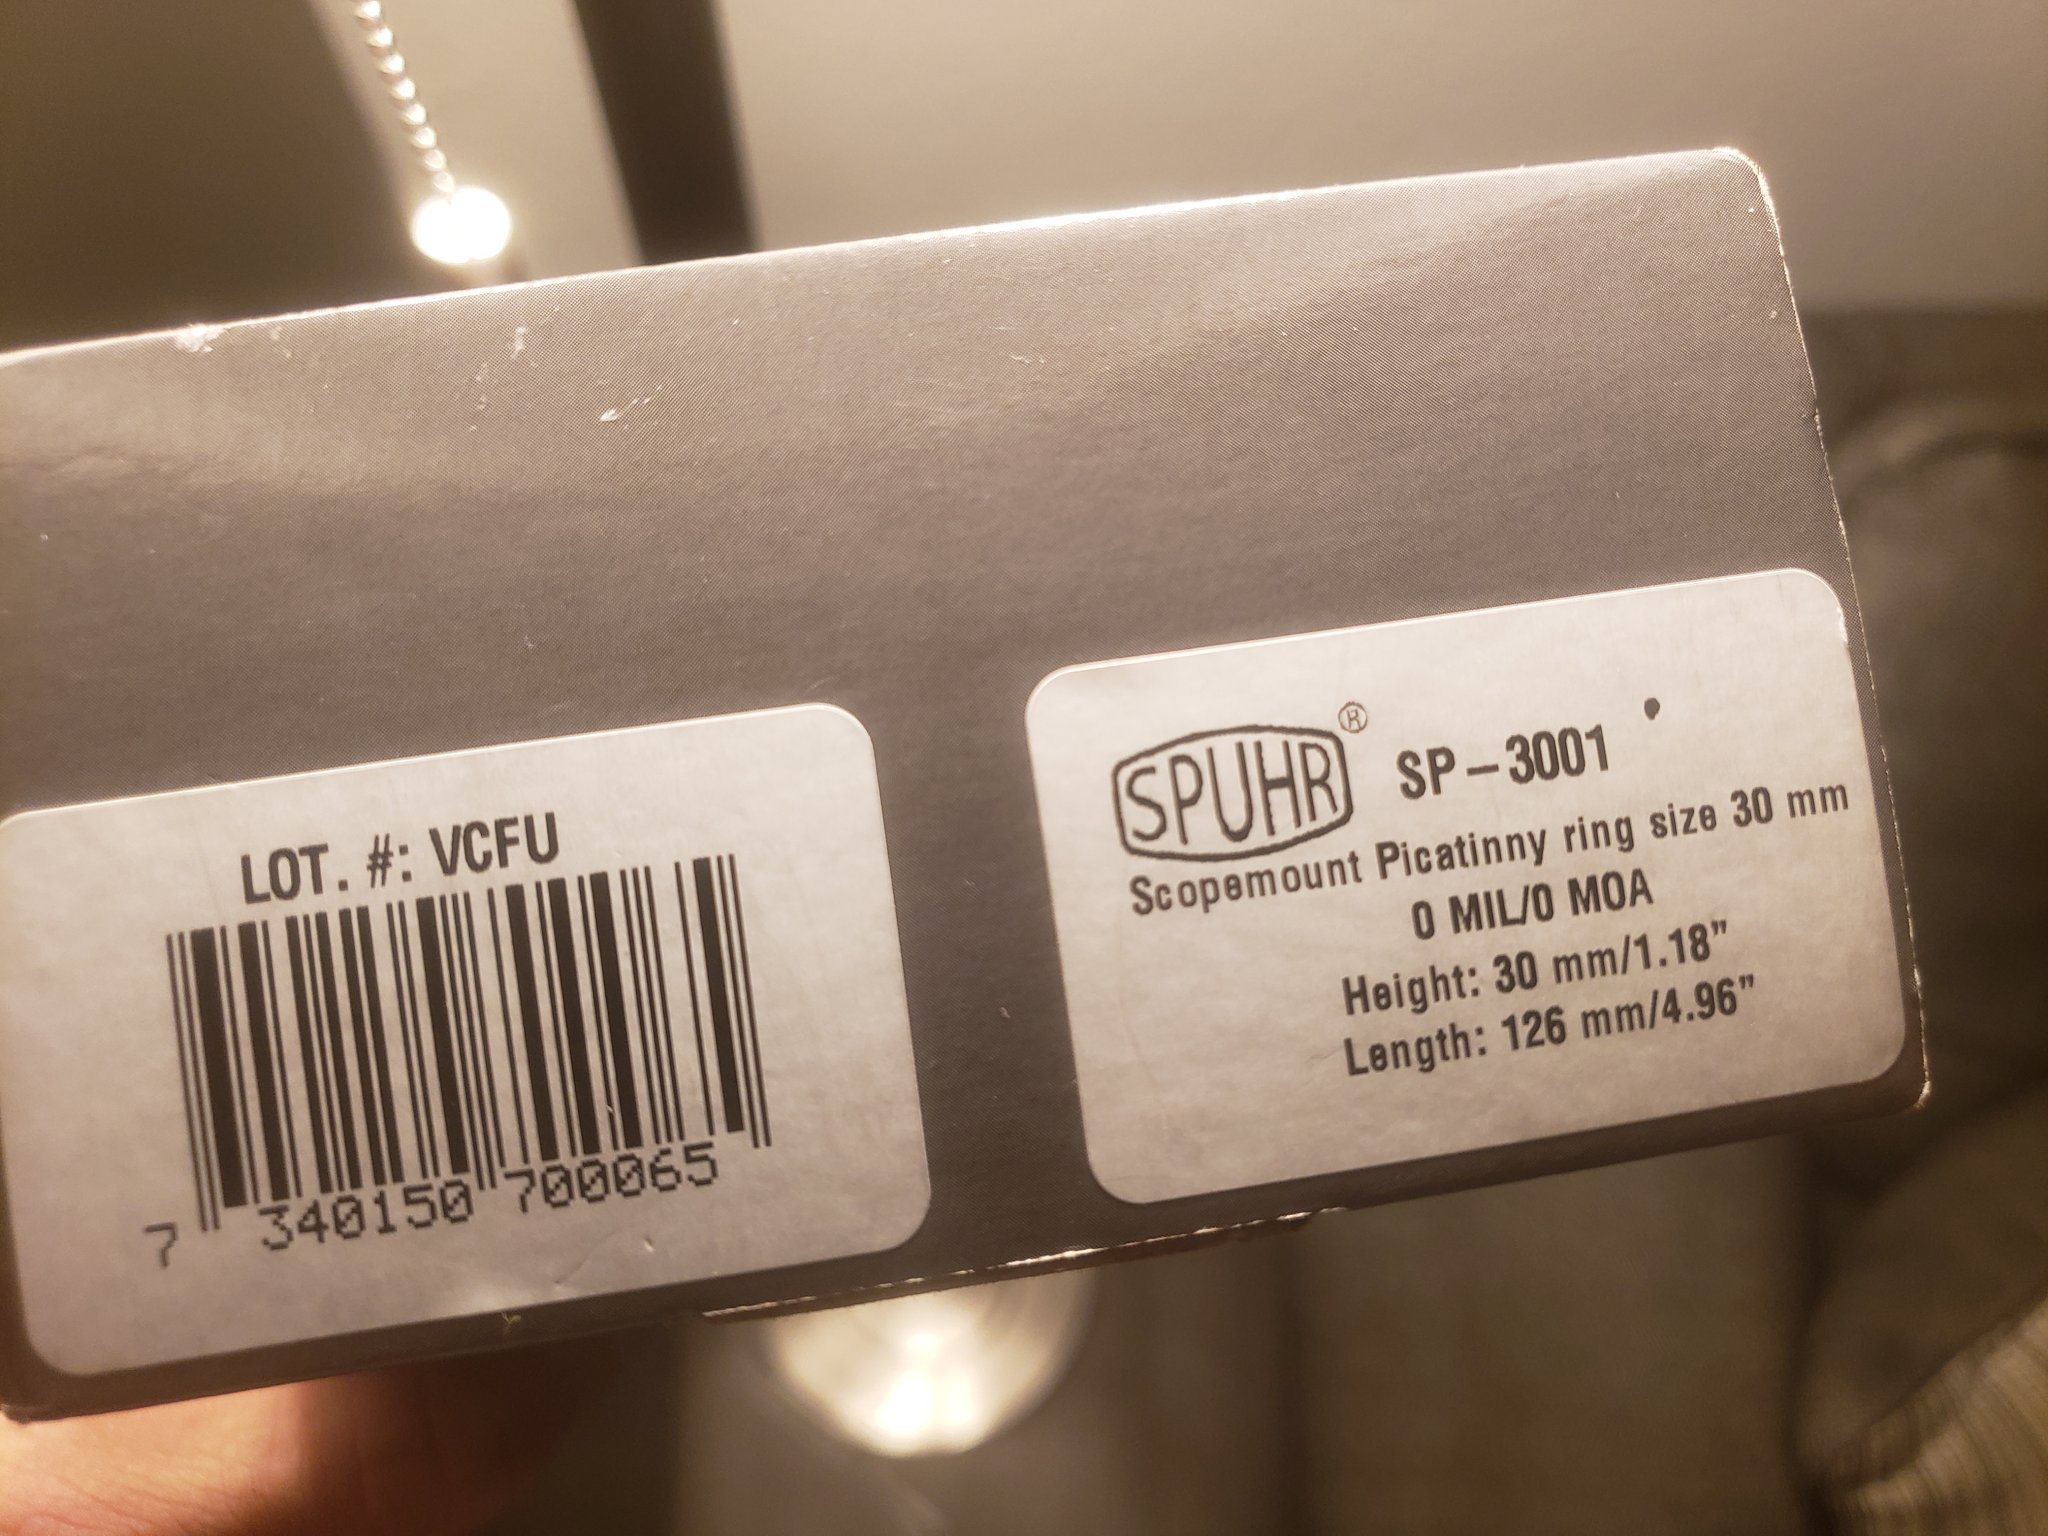 LOT. #: VCFU
7 340150 700065
SPUHR® SP-3001
Scopemount Picatinny ring size 30 mm
0 MIL/0 MOA
Height: 30 mm/1.18”
Length: 126 mm/4.96”